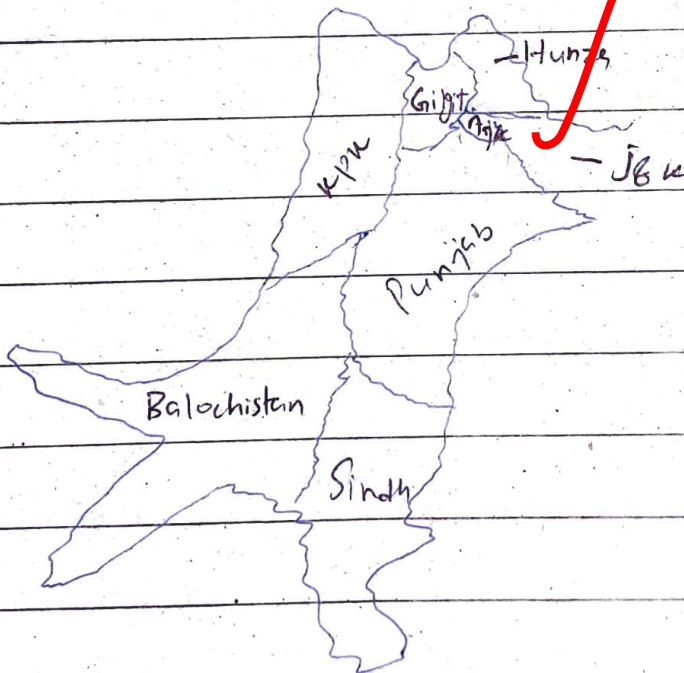 Hunza
Gilgit
Ajk
J&K
KPK
Punjab
Balochistan
Sindh